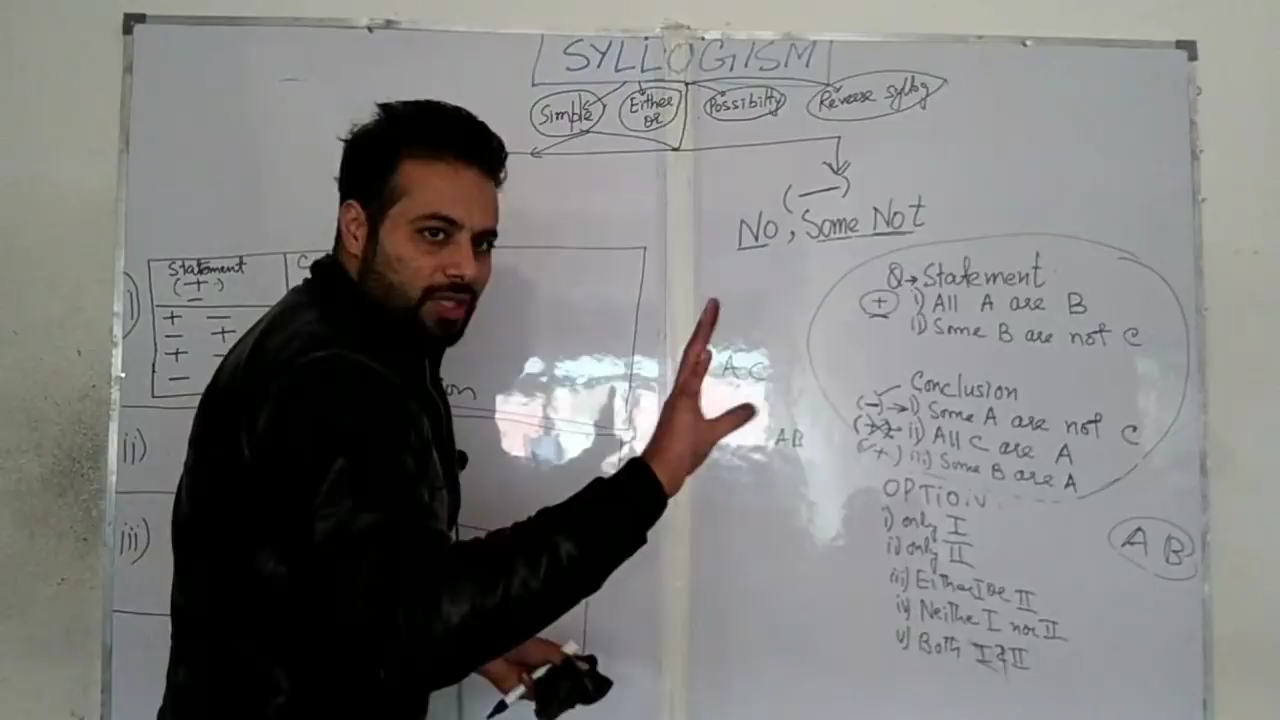 SYLLOGISM
Simple Either or Possibilty Reverse syllog
(—)
No, Some Not
i)
Statement C
(+)
−
+ −
− +
+ −
−
on
ii)
iii)
A C
A B
Q→ Statement
(+) i) All A are B
ii) Some B are not C
Conclusion
(−)→ i) Some A are not C
ii) All C are A
(+) iii) Some B are A
OPTION
i) only I
ii) only II
iii) Either I or II
iv) Neithe I nor II
v) Both I & II
A B